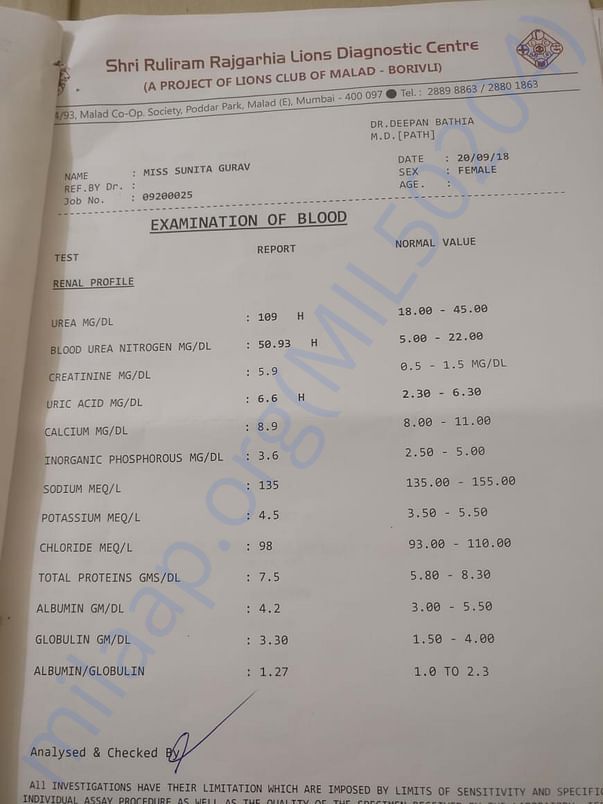 Shri Ruliram Rajgarhia Lions Diagnostic Centre
(A PROJECT OF LIONS CLUB OF MALAD - BORIVLI)
4/93, Malad Co-Op. Society, Poddar Park, Malad (E), Mumbai - 400 097 ● Tel. : 2889 8863 / 2880 1863
DR.DEEPAN BATHIA
M.D.[PATH]
NAME : MISS SUNITA GURAV DATE : 20/09/18
REF.BY Dr. : SEX : FEMALE
Job No. : 09200025 AGE. :
EXAMINATION OF BLOOD
TEST REPORT NORMAL VALUE
RENAL PROFILE
UREA MG/DL : 109 H 18.00 - 45.00
BLOOD UREA NITROGEN MG/DL : 50.93 H 5.00 - 22.00
CREATININE MG/DL : 5.9 0.5 - 1.5 MG/DL
URIC ACID MG/DL : 6.6 H 2.30 - 6.30
CALCIUM MG/DL : 8.9 8.00 - 11.00
INORGANIC PHOSPHOROUS MG/DL : 3.6 2.50 - 5.00
SODIUM MEQ/L : 135 135.00 - 155.00
POTASSIUM MEQ/L : 4.5 3.50 - 5.50
CHLORIDE MEQ/L : 98 93.00 - 110.00
TOTAL PROTEINS GMS/DL : 7.5 5.80 - 8.30
ALBUMIN GM/DL : 4.2 3.00 - 5.50
GLOBULIN GM/DL : 3.30 1.50 - 4.00
ALBUMIN/GLOBULIN : 1.27 1.0 TO 2.3
Analysed & Checked By
All INVESTIGATIONS HAVE THEIR LIMITATION WHICH ARE IMPOSED BY LIMITS OF SENSITIVITY AND SPECIFIC
INDIVIDUAL ASSAY PROCEDURE AS WELL AS THE QUALITY OF THE SPECIMEN
milaap.org(MIL50204)